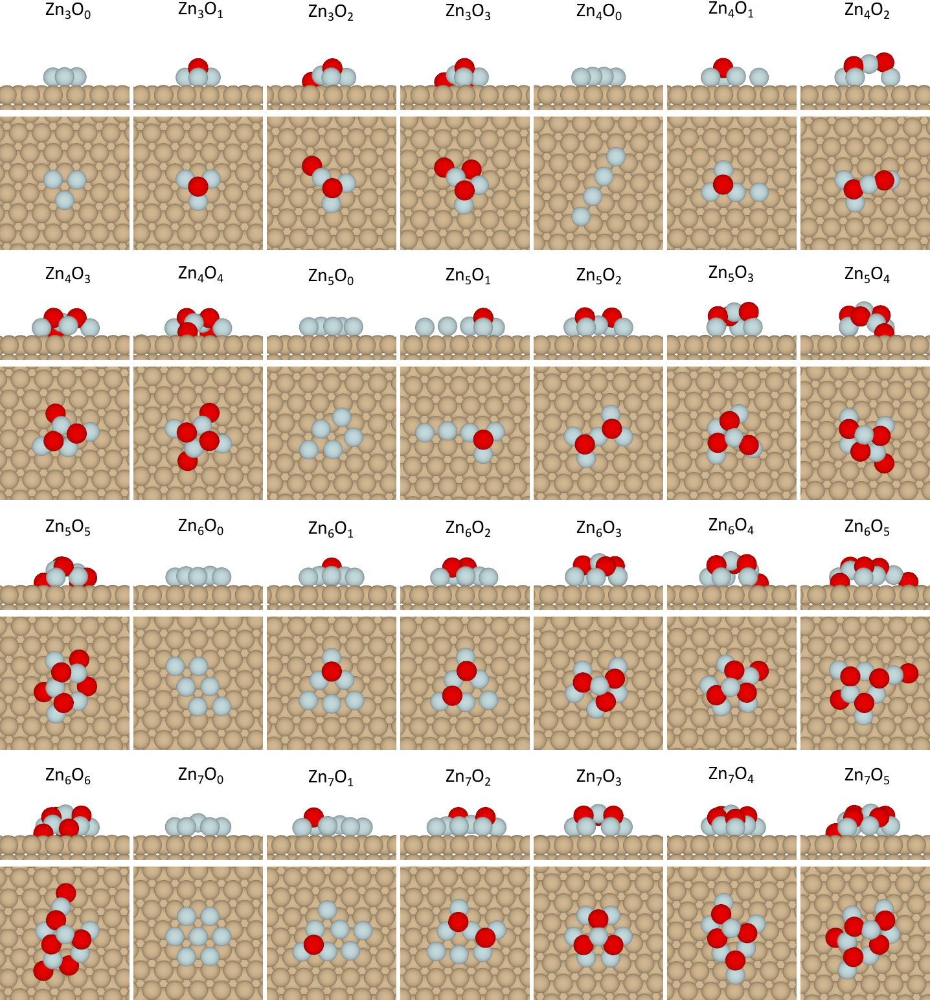 Zn₃O₀ Zn₃O₁ Zn₃O₂ Zn₃O₃ Zn₄O₀ Zn₄O₁ Zn₄O₂
Zn₄O₃ Zn₄O₄ Zn₅O₀ Zn₅O₁ Zn₅O₂ Zn₅O₃ Zn₅O₄
Zn₅O₅ Zn₆O₀ Zn₆O₁ Zn₆O₂ Zn₆O₃ Zn₆O₄ Zn₆O₅
Zn₆O₆ Zn₇O₀ Zn₇O₁ Zn₇O₂ Zn₇O₃ Zn₇O₄ Zn₇O₅